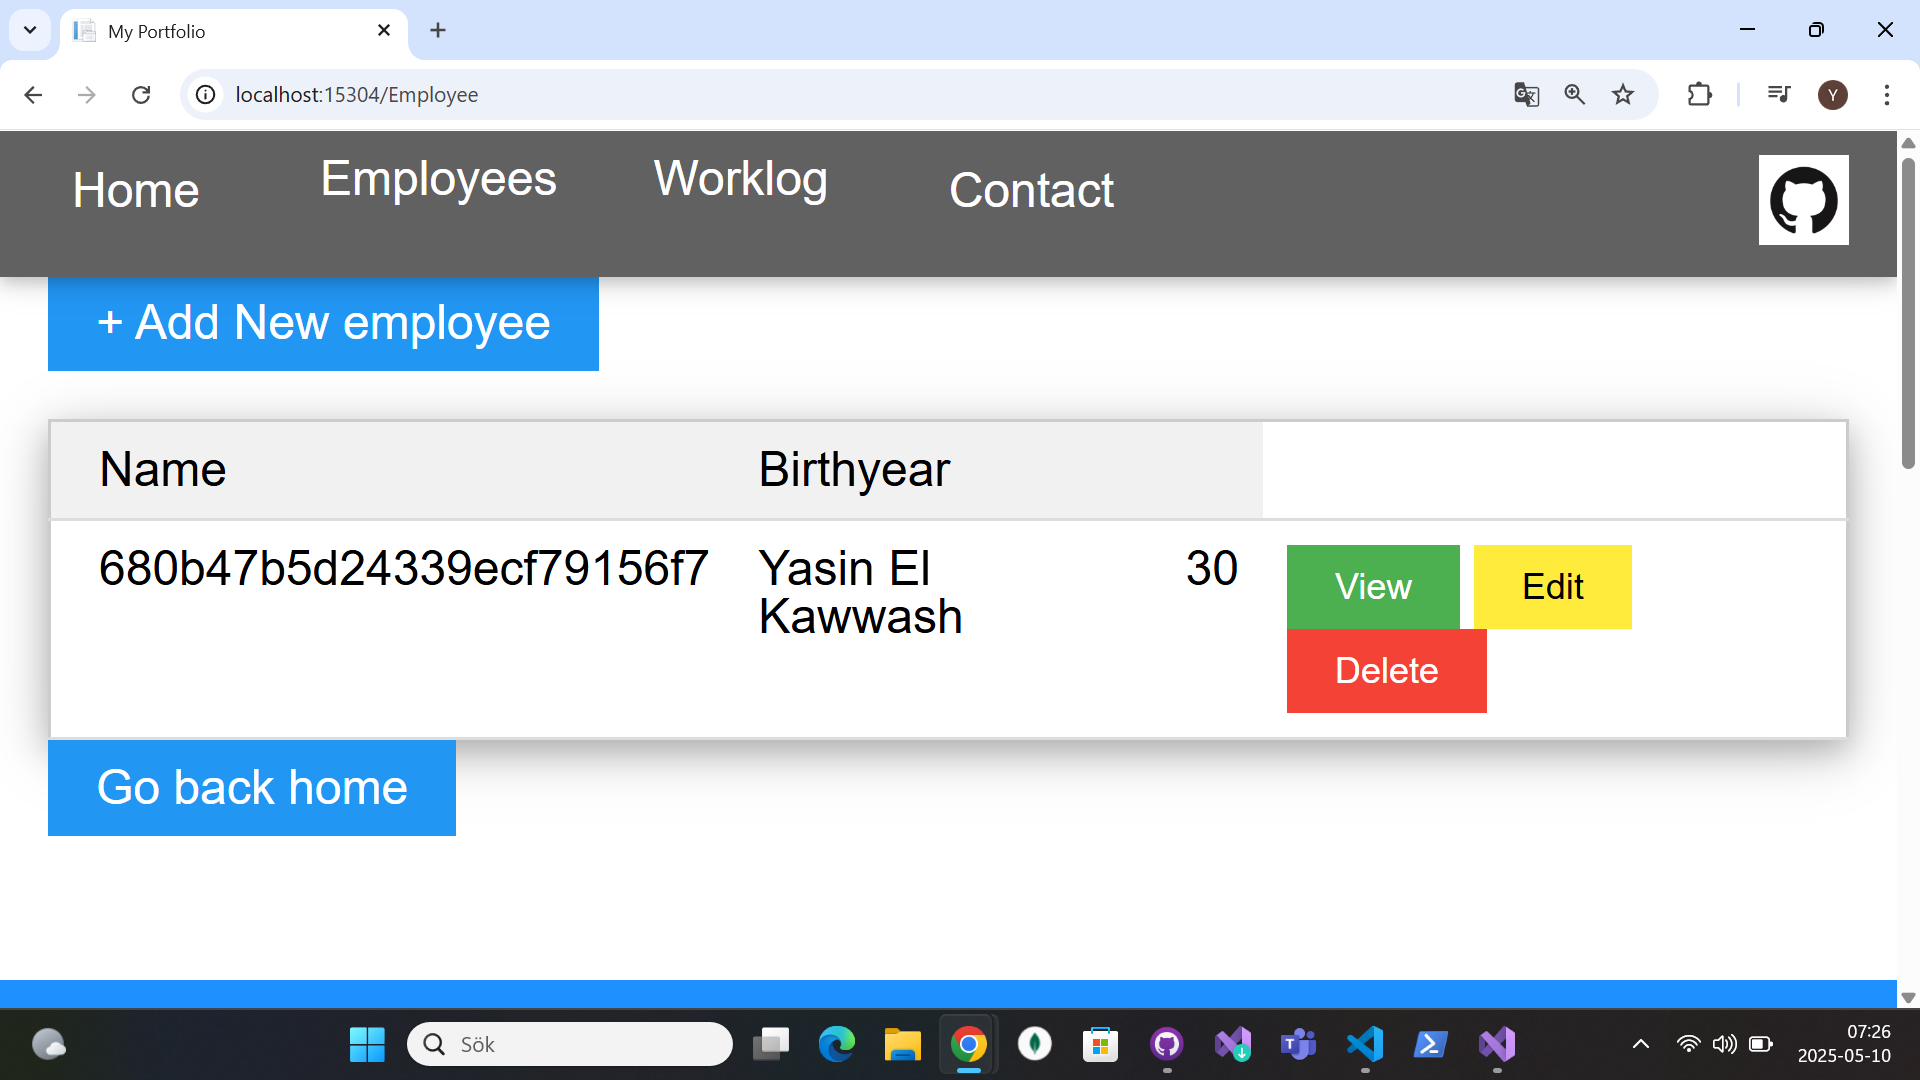 My Portfolio
localhost:15304/Employee
Y
Home Employees Worklog Contact
+ Add New employee
Name Birthyear
680b47b5d24339ecf79156f7 Yasin El Kawwash 30 View Edit
Delete
Go back home
Sök
07:26
2025-05-10